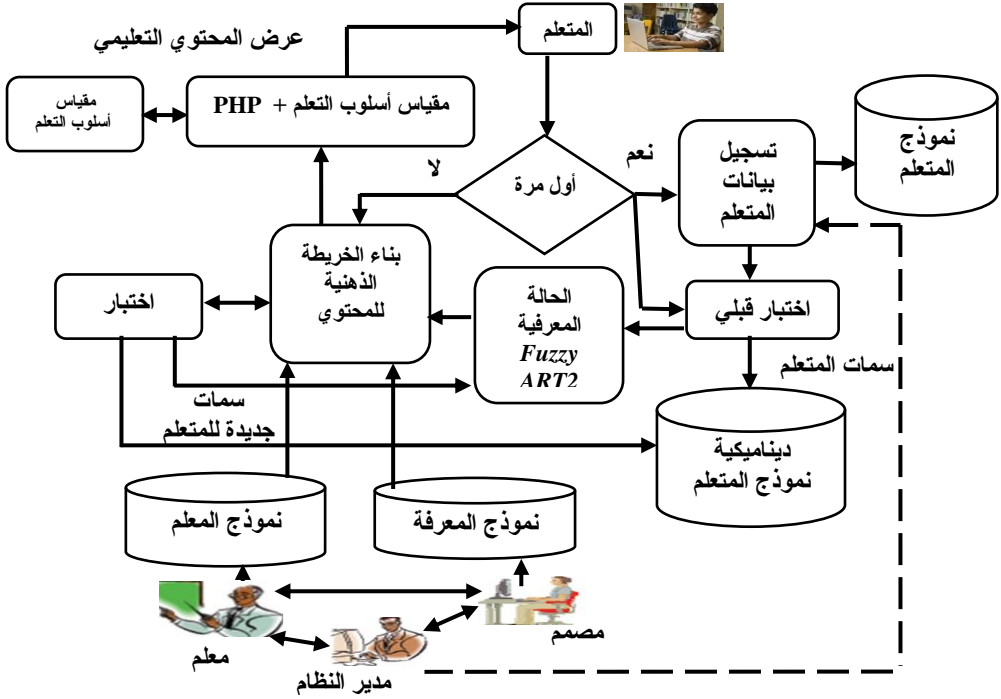 المتعلم
عرض المحتوي التعليمي
مقياس أسلوب التعلم + PHP
مقياس
أسلوب التعلم
أول مرة
نعم
لا
تسجيل
بيانات
المتعلم
نموذج
المتعلم
بناء الخريطة
الذهنية
للمحتوي
الحالة
المعرفية
Fuzzy
ART2
اختبار قبلي
اختبار
سمات المتعلم
سمات
جديدة للمتعلم
ديناميكية
نموذج المتعلم
نموذج المعرفة
نموذج المعلم
مصمم
معلم
مدير النظام